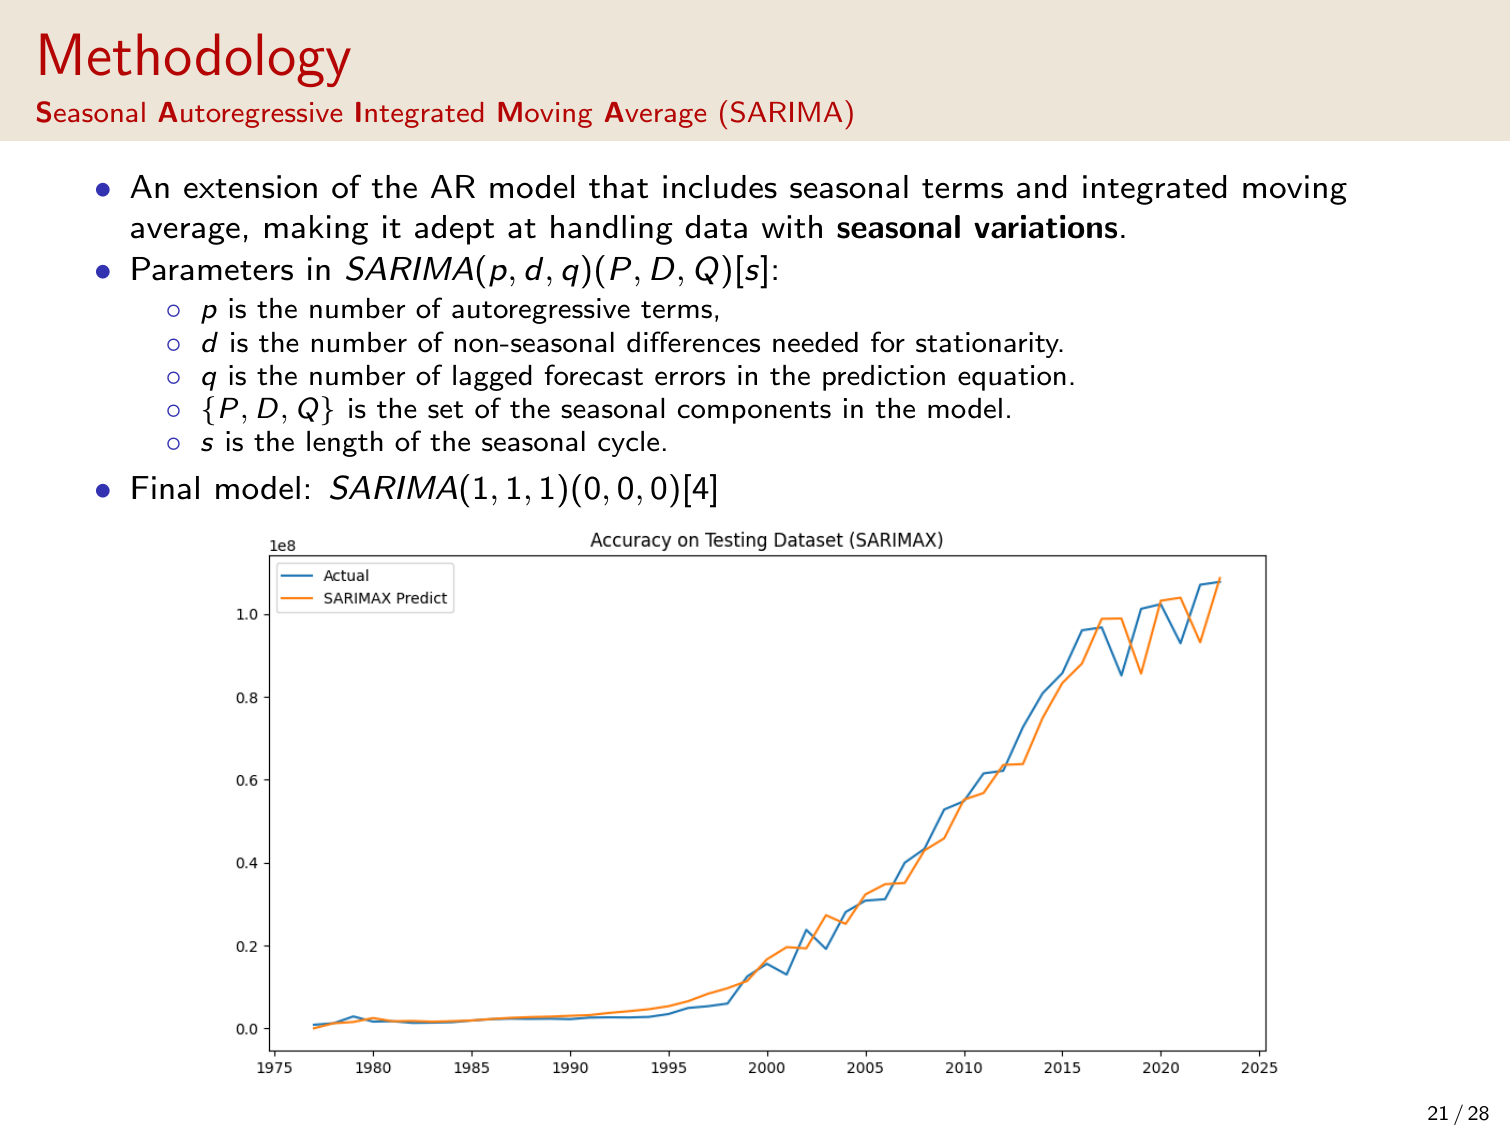 Methodology
Seasonal Autoregressive Integrated Moving Average (SARIMA)
• An extension of the AR model that includes seasonal terms and integrated moving
average, making it adept at handling data with seasonal variations.
• Parameters in SARIMA(p, d, q)(P, D, Q)[s]:
○ p is the number of autoregressive terms,
○ d is the number of non-seasonal differences needed for stationarity.
○ q is the number of lagged forecast errors in the prediction equation.
○ {P, D, Q} is the set of the seasonal components in the model.
○ s is the length of the seasonal cycle.
• Final model: SARIMA(1, 1, 1)(0, 0, 0)[4]
Accuracy on Testing Dataset (SARIMAX)
1e8
Actual
SARIMAX Predict
1.0
0.8
0.6
0.4
0.2
0.0
1975 1980 1985 1990 1995 2000 2005 2010 2015 2020 2025
21 / 28